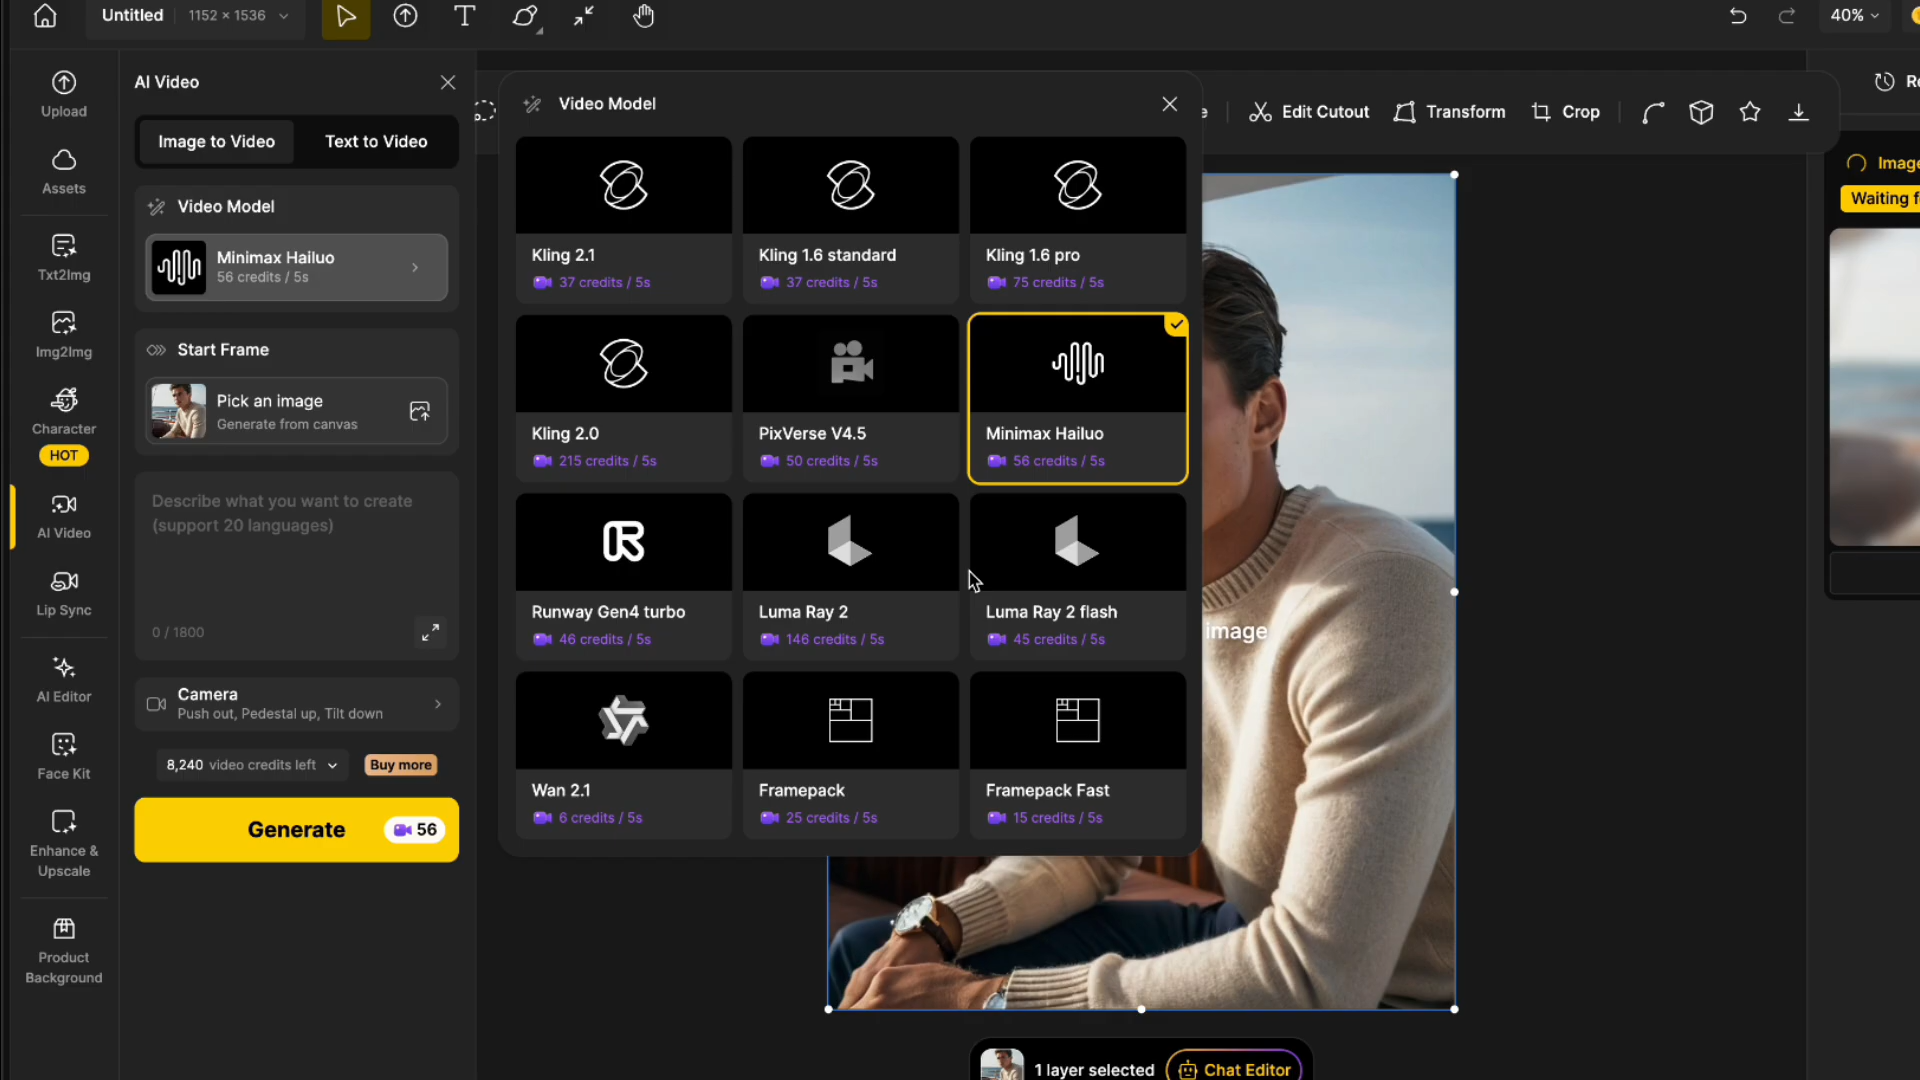 Untitled
1152 × 1536
40%
Upload
Assets
Txt2Img
Img2Img
Character
HOT
AI Video
Lip Sync
AI Editor
Face Kit
Enhance &
Upscale
Product
Background
AI Video
Image to Video
Text to Video
Video Model
Minimax Hailuo
56 credits / 5s
Start Frame
Pick an image
Generate from canvas
Describe what you want to create
(support 20 languages)
0 / 1800
Camera
Push out, Pedestal up, Tilt down
8,240 video credits left
Buy more
Generate
56
Video Model
Kling 2.1
37 credits / 5s
Kling 1.6 standard
37 credits / 5s
Kling 1.6 pro
75 credits / 5s
Kling 2.0
215 credits / 5s
PixVerse V4.5
50 credits / 5s
Minimax Hailuo
56 credits / 5s
Runway Gen4 turbo
46 credits / 5s
Luma Ray 2
146 credits / 5s
Luma Ray 2 flash
45 credits / 5s
Wan 2.1
6 credits / 5s
Framepack
25 credits / 5s
Framepack Fast
15 credits / 5s
Edit Cutout
Transform
Crop
image
Waiting
1 layer selected
Chat Editor